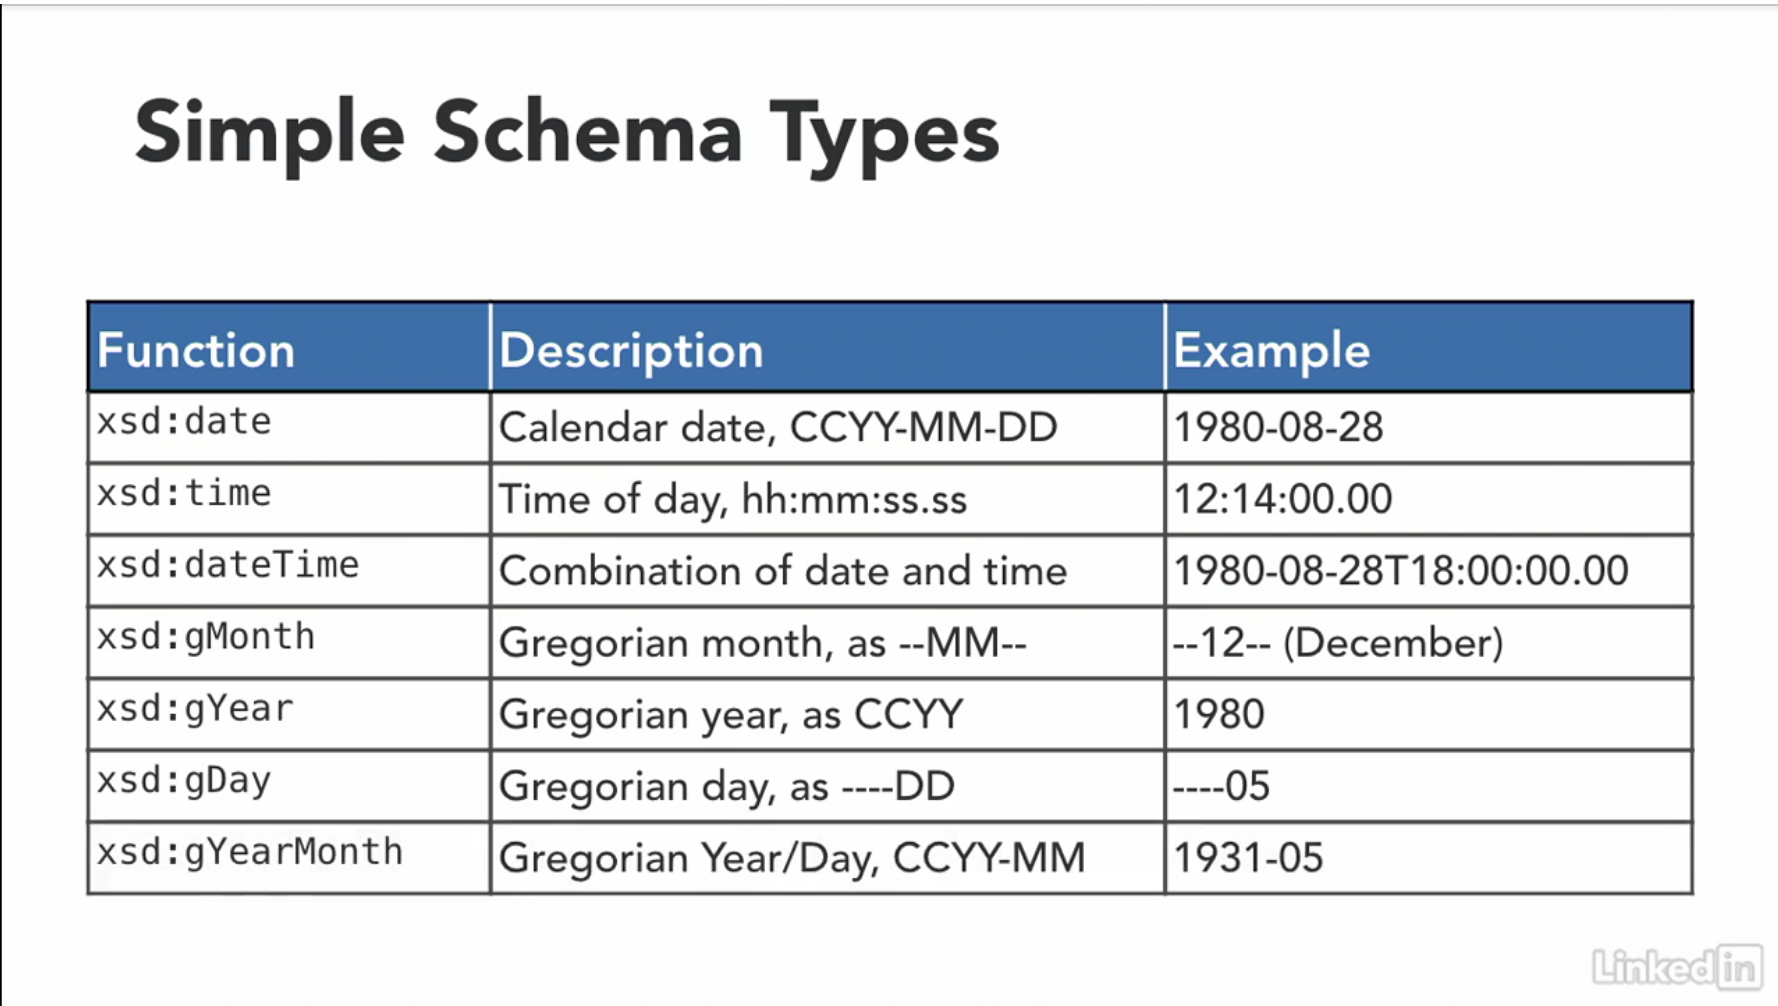 Simple Schema Types
Function Description Example
xsd:date Calendar date, CCYY-MM-DD 1980-08-28
xsd:time Time of day, hh:mm:ss.ss 12:14:00.00
xsd:dateTime Combination of date and time 1980-08-28T18:00:00.00
xsd:gMonth Gregorian month, as --MM-- --12-- (December)
xsd:gYear Gregorian year, as CCYY 1980
xsd:gDay Gregorian day, as ----DD ----05
xsd:gYearMonth Gregorian Year/Day, CCYY-MM 1931-05
Linked in